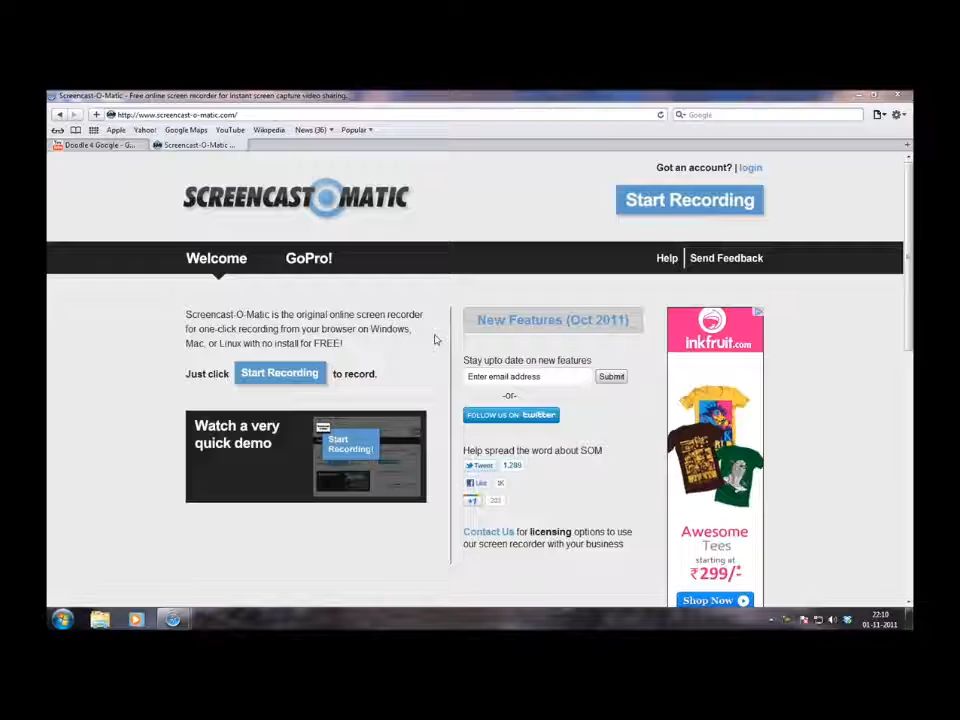 Screencast-O-Matic - Free online screen recorder for instant screen capture video sharing.
http://www.screencast-o-matic.com/
Google
Apple Yahoo! Google Maps YouTube Wikipedia News (36) Popular
Doodle 4 Google - G... Screencast-O-Matic ...
Got an account? | login
SCREENCAST O MATIC
Start Recording
Welcome GoPro! Help Send Feedback
Screencast-O-Matic is the original online screen recorder
for one-click recording from your browser on Windows,
Mac, or Linux with no install for FREE!
Just click Start Recording to record.
Watch a very
quick demo
Start
Recording!
New Features (Oct 2011)
Stay upto date on new features
Enter email address Submit
-or-
FOLLOW US ON twitter
Help spread the word about SOM
Tweet 1,289
Like 1K
+1 203
Contact Us for licensing options to use
our screen recorder with your business
inkfruit.com
Awesome
Tees
starting at
₹299/-*
Shop Now
22:10
01-11-2011